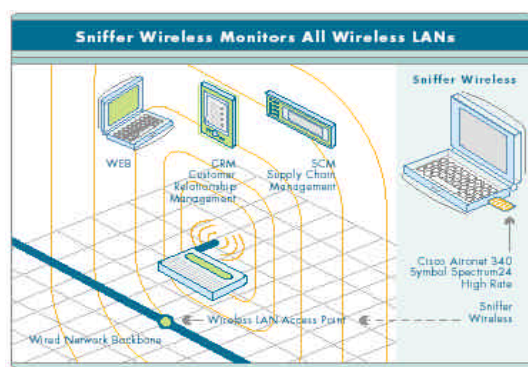 Sniffer Wireless Monitors All Wireless LANs
Sniffer Wireless
WEB
CRM
Customer
Relationship
Management
SCM
Supply Chain
Management
Cisco Aironet 340
Symbol Spectrum24
High Rate
Sniffer
Wireless
Wireless LAN Access Point
Wired Network Backbone